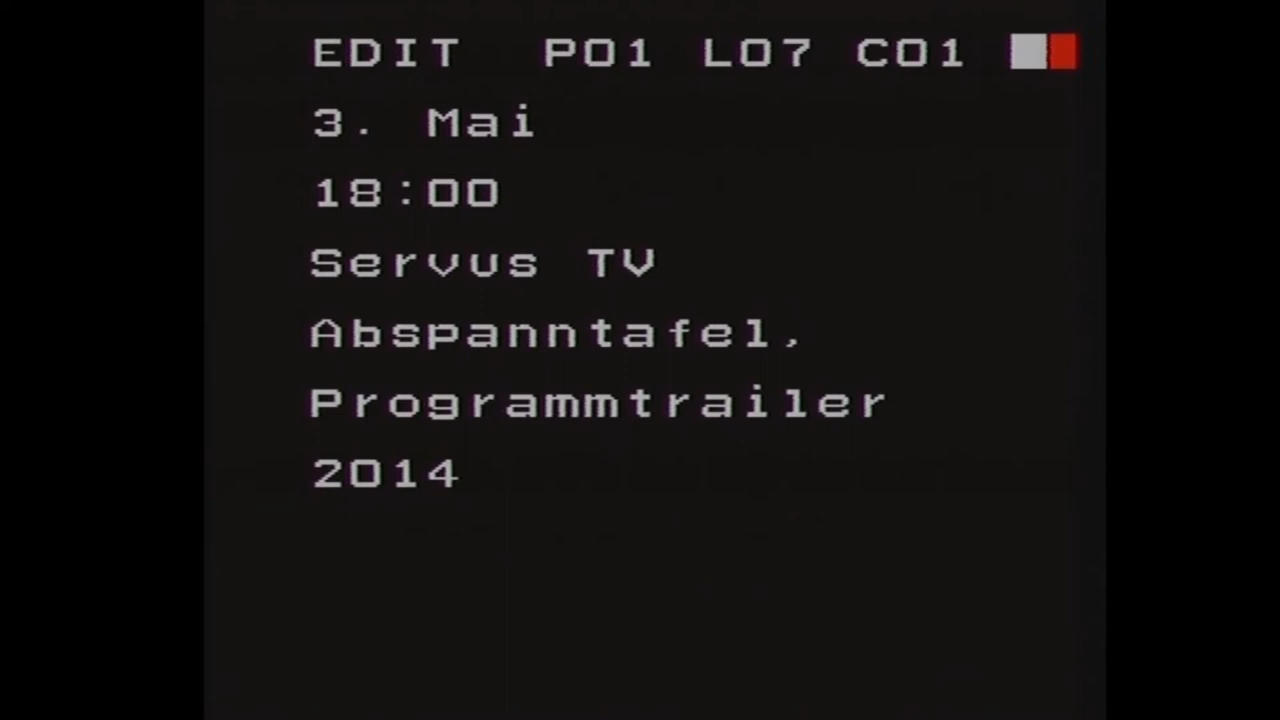 EDIT P01 L07 C01
3. Mai
18:00
Servus TV
Abspanntafel,
Programmtrailer
2014